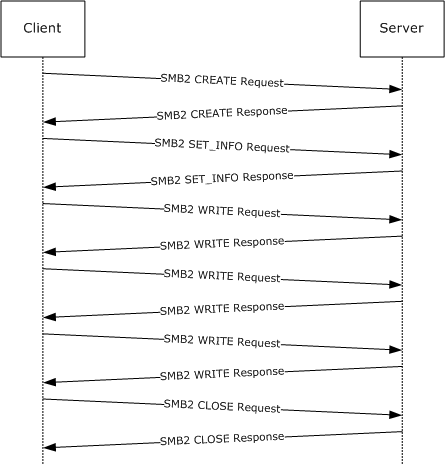 Client
Server
SMB2 CREATE Request
SMB2 CREATE Response
SMB2 SET_INFO Request
SMB2 SET_INFO Response
SMB2 WRITE Request
SMB2 WRITE Response
SMB2 WRITE Request
SMB2 WRITE Response
SMB2 WRITE Request
SMB2 WRITE Response
SMB2 CLOSE Request
SMB2 CLOSE Response